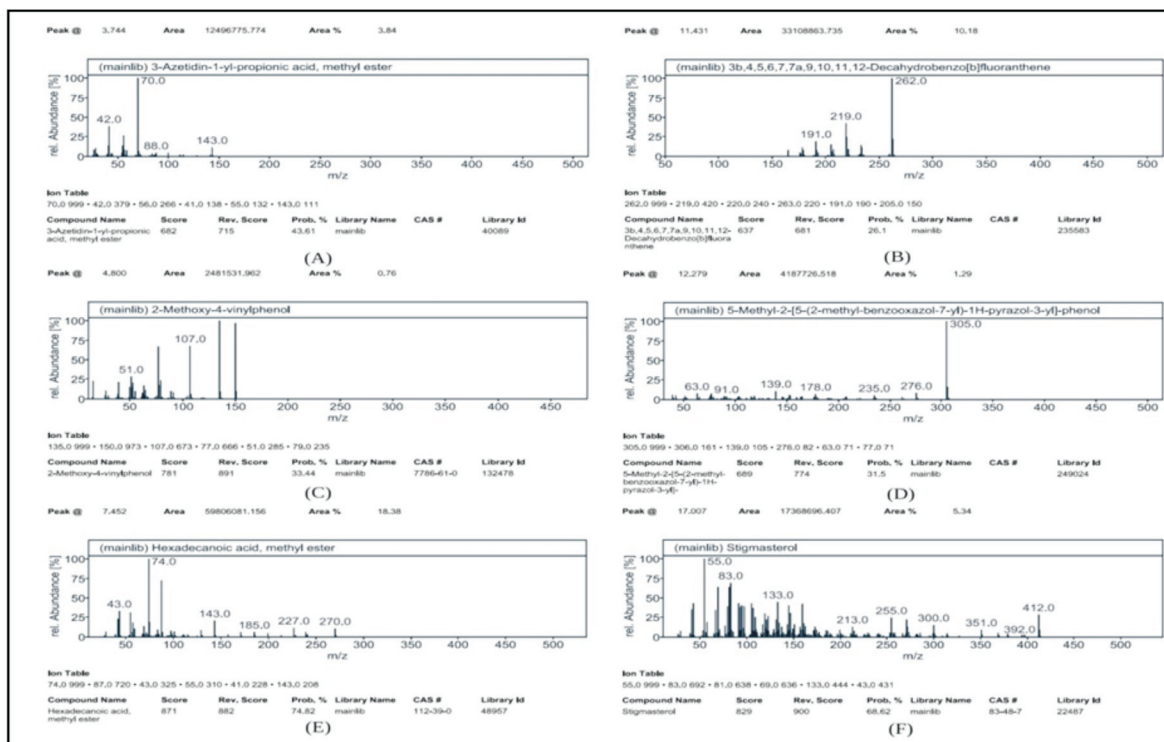 Peak @ 3,744 Area 12496775.774 Area % 3.84
(mainlib) 3-Azetidin-1-yl-propionic acid, methyl ester
rel. Abundance [%]
100
75
50
25
0
70.0
42.0
88.0
143.0
50 100 150 200 250 300 350 400 450 500
m/z
Ion Table
70,0 999 • 42,0 379 • 56,0 266 • 41,0 138 • 55,0 132 • 143,0 111
Compound Name Score Rev. Score Prob. % Library Name CAS # Library Id
3-Azetidin-1-yl-propionic 682 715 43,61 mainlib 40089
acid, methyl ester
(A)
Peak @ 11,431 Area 33108863.735 Area % 10,18
(mainlib) 3b,4,5,6,7,7a,9,10,11,12-Decahydrobenzo[b]fluoranthene
rel. Abundance [%]
100
75
50
25
0
262.0
219.0
191.0
50 100 150 200 250 300 350 400 450 500
m/z
Ion Table
262,0 999 • 219,0 420 • 220,0 240 • 263,0 220 • 191,0 190 • 205,0 150
Compound Name Score Rev. Score Prob. % Library Name CAS # Library Id
3b,4,5,6,7,7a,9,10,11,12- 637 681 26.1 mainlib 235583
Decahydrobenzo[b]fluora
nthene
(B)
Peak @ 4,800 Area 2481531,962 Area % 0,76
(mainlib) 2-Methoxy-4-vinylphenol
rel. Abundance [%]
100
75
50
25
0
107.0
51.0
50 100 150 200 250 300 350 400 450
m/z
Ion Table
135,0 999 • 150,0 973 • 107,0 673 • 77,0 666 • 51,0 285 • 79,0 235
Compound Name Score Rev. Score Prob. % Library Name CAS # Library Id
2-Methoxy-4-vinylphenol 781 891 33,44 mainlib 7786-61-0 132478
(C)
Peak @ 12,279 Area 4187726,518 Area % 1.29
(mainlib) 5-Methyl-2-[5-(2-methyl-benzooxazol-7-yl)-1H-pyrazol-3-yl]-phenol
rel. Abundance [%]
100
75
50
25
0
305.0
63.0
91.0
139.0
178.0
235.0
276.0
50 100 150 200 250 300 350 400 450 500
m/z
Ion Table
305,0 999 • 306,0 161 • 139,0 105 • 276,0 82 • 63,0 71 • 77,0 71
Compound Name Score Rev. Score Prob. % Library Name CAS # Library Id
5-Methyl-2-[5-(2-methyl- 689 774 31.5 mainlib 249024
benzooxazol-7-yl)-1H-
pyrazol-3-yl]-
(D)
Peak @ 7,452 Area 59806081,156 Area % 18,38
(mainlib) Hexadecanoic acid, methyl ester
rel. Abundance [%]
100
75
50
25
0
74.0
43.0
143.0
185.0
227.0
270.0
50 100 150 200 250 300 350 400 450 500
m/z
Ion Table
74,0 999 • 87,0 720 • 43,0 325 • 55,0 310 • 41,0 228 • 143,0 208
Compound Name Score Rev. Score Prob. % Library Name CAS # Library Id
Hexadecanoic acid, 871 882 74,82 mainlib 112-39-0 48957
methyl ester
(E)
Peak @ 17,007 Area 17368696.407 Area % 5.34
(mainlib) Stigmasterol
rel. Abundance [%]
100
75
50
25
0
55.0
83.0
133.0
213.0
255.0
300.0
351.0
392.0
412.0
50 100 150 200 250 300 350 400 450 500
m/z
Ion Table
55,0 999 • 83,0 692 • 81,0 638 • 69,0 636 • 133,0 444 • 43,0 431
Compound Name Score Rev. Score Prob. % Library Name CAS # Library Id
Stigmasterol 829 900 68,62 mainlib 83-48-7 22487
(F)